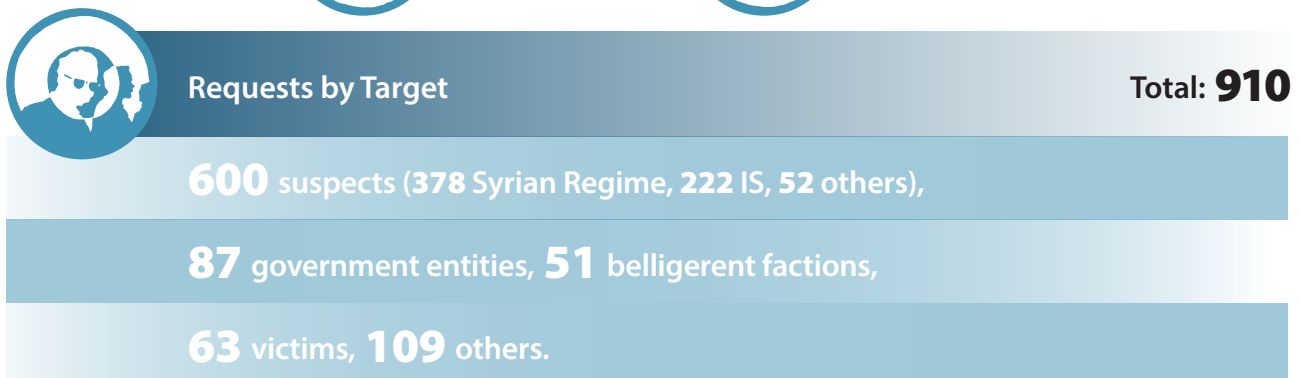 Requests by Target Total: 910
600 suspects (378 Syrian Regime, 222 IS, 52 others),
87 government entities, 51 belligerent factions,
63 victims, 109 others.